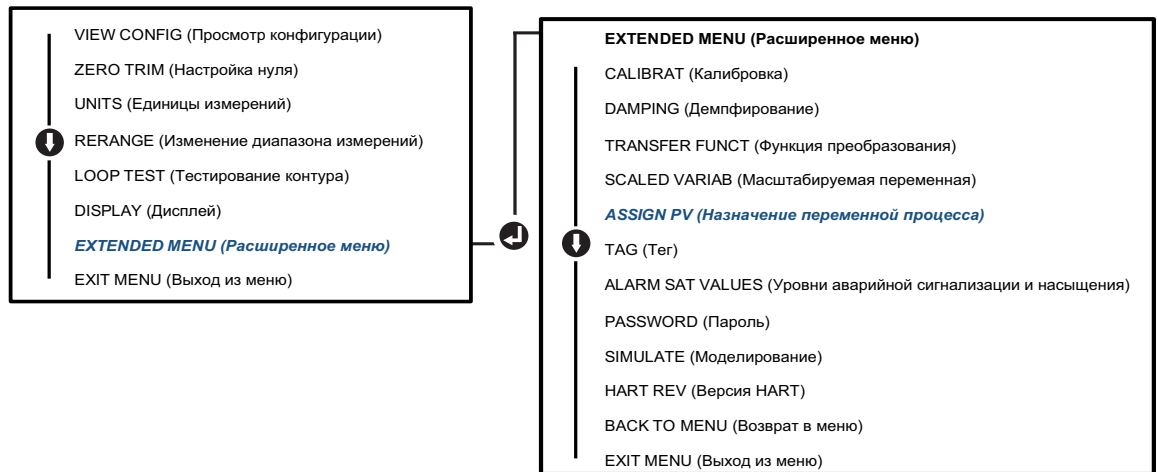 VIEW CONFIG (Просмотр конфигурации)
ZERO TRIM (Настройка нуля)
UNITS (Единицы измерений)
RERANGE (Изменение диапазона измерений)
LOOP TEST (Тестирование контура)
DISPLAY (Дисплей)
EXTENDED MENU (Расширенное меню)
EXIT MENU (Выход из меню)
EXTENDED MENU (Расширенное меню)
CALIBRAT (Калибровка)
DAMPING (Демпфирование)
TRANSFER FUNCT (Функция преобразования)
SCALED VARIAB (Масштабируемая переменная)
ASSIGN PV (Назначение переменной процесса)
TAG (Тег)
ALARM SAT VALUES (Уровни аварийной сигнализации и насыщения)
PASSWORD (Пароль)
SIMULATE (Моделирование)
HART REV (Версия HART)
BACK TO MENU (Возврат в меню)
EXIT MENU (Выход из меню)